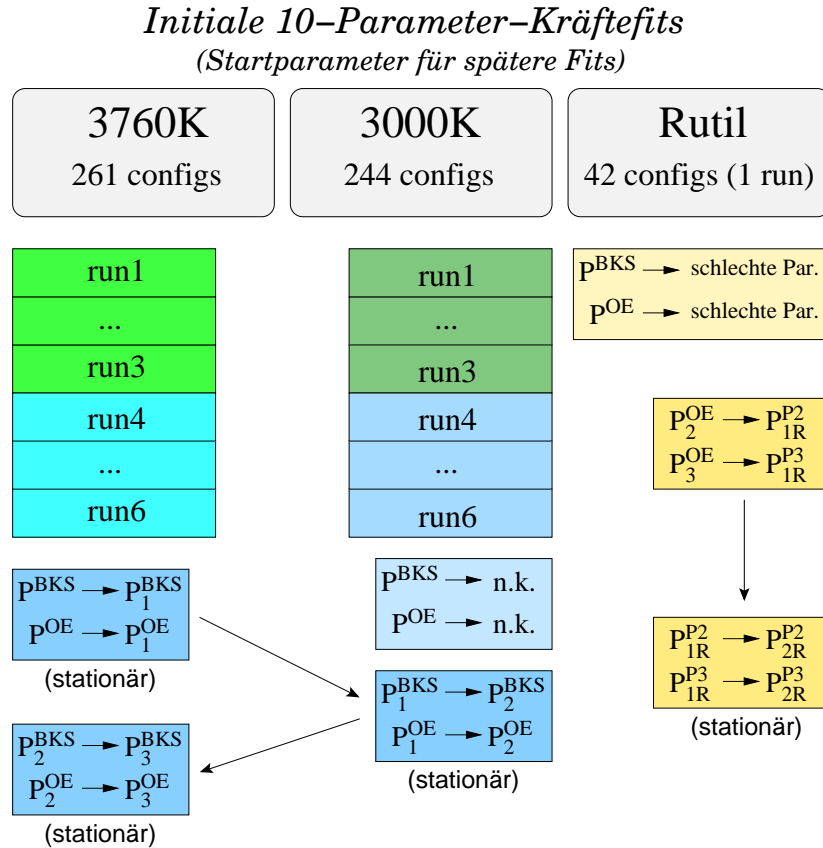 Initiale 10–Parameter–Kräftefits
(Startparameter für spätere Fits)
3760K
261 configs
3000K
244 configs
Rutil
42 configs (1 run)
run1
...
run3
run4
...
run6
run1
...
run3
run4
...
run6
P^BKS → schlechte Par.
P^OE → schlechte Par.
P_2^OE → P_1R^P2
P_3^OE → P_1R^P3
P^BKS → P_1^BKS
P^OE → P_1^OE
(stationär)
P^BKS → n.k.
P^OE → n.k.
P_1^BKS → P_2^BKS
P_1^OE → P_2^OE
(stationär)
P_1R^P2 → P_2R^P2
P_1R^P3 → P_2R^P3
(stationär)
P_2^BKS → P_3^BKS
P_2^OE → P_3^OE
(stationär)